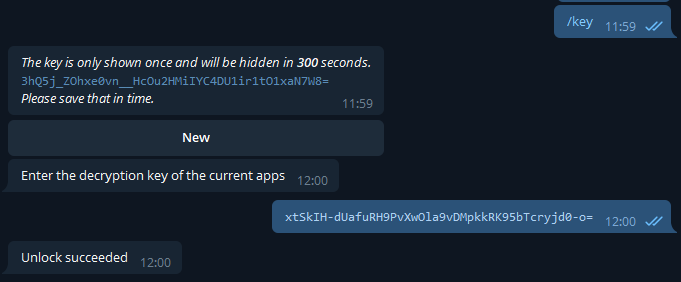 /key
11:59
The key is only shown once and will be hidden in 300 seconds.
3hQ5j_ZOhxe0vn__HcOu2HMiIYC4DU1ir1tO1xaN7W8=
Please save that in time.
11:59
New
Enter the decryption key of the current apps 12:00
xtSkIH-dUafuRH9PvXwOla9vDMpkkRK95bTcryjd0-o= 12:00
Unlock succeeded 12:00